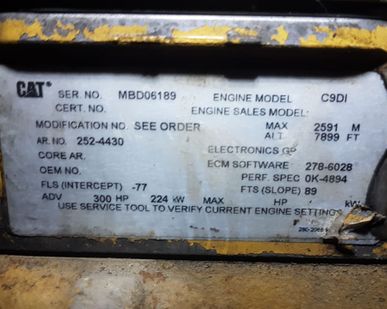 CAT SER. NO. MBD06189 ENGINE MODEL C9DI
CERT. NO. ENGINE SALES MODEL:
MODIFICATION NO. SEE ORDER MAX 2591 M
ALT 7899 FT
AR. NO. 252-4430 ELECTRONICS
CORE AR. ECM SOFTWARE 278-6028
OEM NO. PERF. SPEC 0K-4894
FLS (INTERCEPT) -77 FTS (SLOPE) 89
ADV 300 HP 224 kW MAX HP kW
USE SERVICE TOOL TO VERIFY CURRENT ENGINE SETTINGS